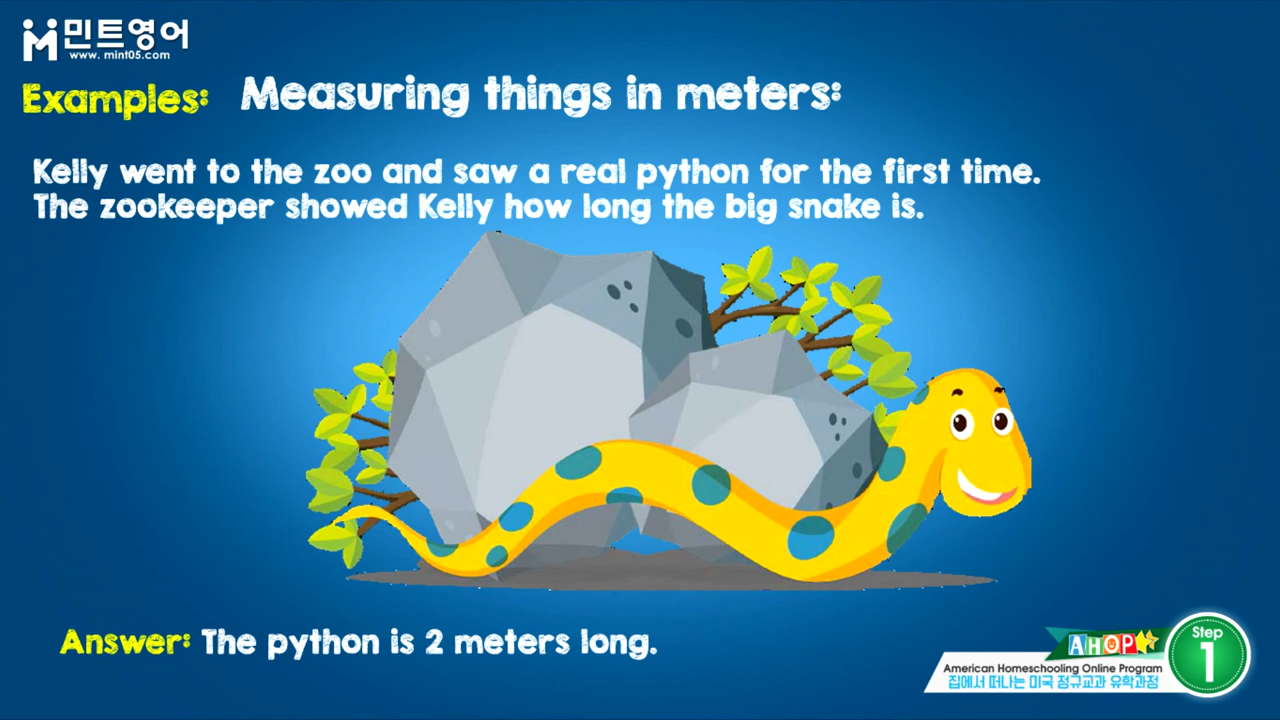 민트영어
www. mint05.com
Examples: Measuring things in meters:
Kelly went to the zoo and saw a real python for the first time.
The zookeeper showed Kelly how long the big snake is.
Answer: The python is 2 meters long.
AHOP
Step
1
American Homeschooling Online Program
집에서 떠나는 미국 정규교과 유학과정